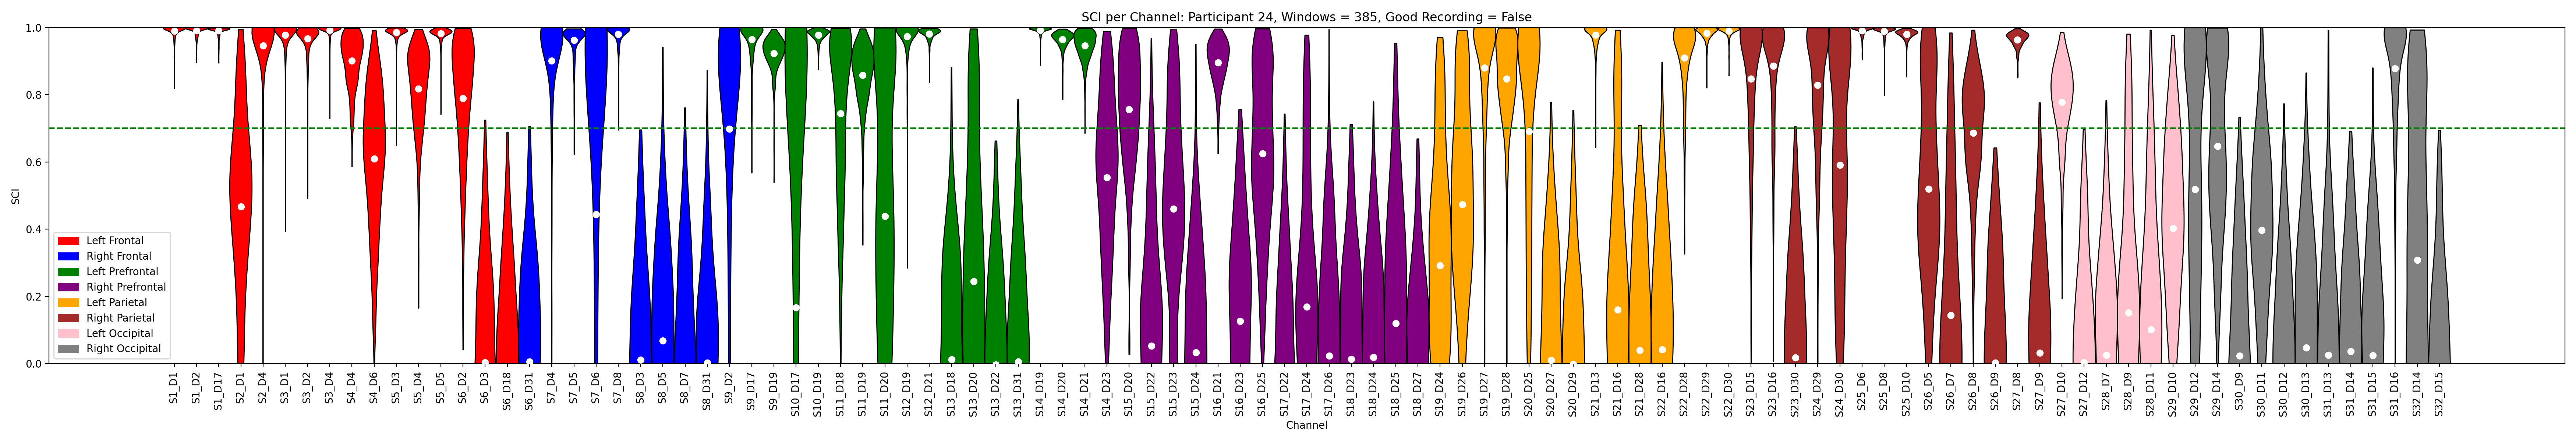 SCI per Channel: Participant 24, Windows = 385, Good Recording = False
SCI
1.0
0.8
0.6
0.4
0.2
0.0
Left Frontal
Right Frontal
Left Prefrontal
Right Prefrontal
Left Parietal
Right Parietal
Left Occipital
Right Occipital
S1_D1
S1_D2
S1_D17
S2_D1
S2_D4
S3_D1
S3_D2
S3_D4
S4_D4
S4_D6
S5_D3
S5_D4
S5_D6
S6_D2
S6_D3
S6_D18
S6_D31
S7_D4
S7_D5
S7_D6
S7_D8
S8_D3
S8_D5
S8_D7
S8_D31
S9_D2
S9_D17
S9_D19
S10_D17
S10_D19
S11_D18
S11_D19
S11_D20
S12_D19
S12_D21
S13_D18
S13_D20
S13_D22
S13_D31
S14_D19
S14_D20
S14_D21
S14_D23
S15_D20
S15_D22
S15_D23
S15_D24
S16_D21
S16_D23
S16_D25
S17_D22
S17_D24
S17_D26
S18_D23
S18_D24
S18_D25
S18_D27
S19_D24
S19_D26
S19_D27
S19_D28
S20_D25
S20_D27
S20_D29
S21_D13
S21_D16
S21_D28
S22_D16
S22_D28
S22_D29
S22_D30
S23_D15
S23_D16
S23_D30
S24_D29
S24_D30
S25_D6
S25_D8
S25_D10
S26_D5
S26_D7
S26_D8
S26_D9
S27_D8
S27_D9
S27_D10
S27_D12
S28_D7
S28_D9
S28_D11
S29_D10
S29_D12
S29_D14
S30_D9
S30_D11
S30_D12
S30_D13
S31_D13
S31_D14
S31_D15
S31_D16
S32_D14
S32_D15
Channel